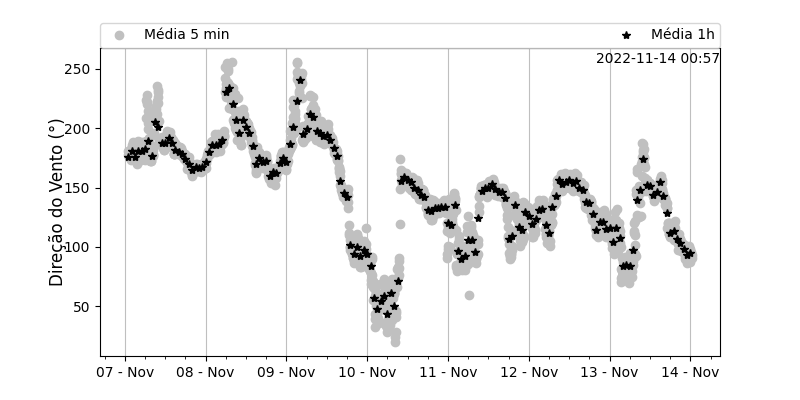 Média 5 min
Média 1h
2022-11-14 00:57
Direção do Vento (°)
250
200
150
100
50
07 - Nov
08 - Nov
09 - Nov
10 - Nov
11 - Nov
12 - Nov
13 - Nov
14 - Nov